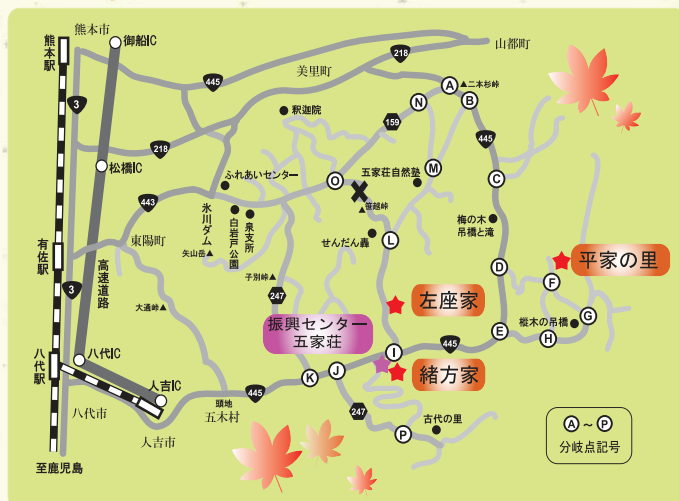 熊本市
御船IC
熊本駅
3
445
美里町
218
山都町
A
二本杉峠
B
N
159
釈迦院
445
松橋IC
218
M
五家荘自然塾
C
ふれあいセンター
O
笹越峠
443
氷川ダム
白岩戸公園
泉支所
せんだん轟
L
梅の木
吊橋と滝
有佐駅
東陽町
矢山岳
高速道路
子別峠
D
平家の里
F
3
大通峠
247
左座家
振興センター
五家荘
樅木の吊橋
G
E
H
445
八代IC
八代駅
I
緒方家
人吉IC
K
J
頭地
445
五木村
247
八代市
人吉市
古代の里
P
A～P
分岐点記号
至鹿児島